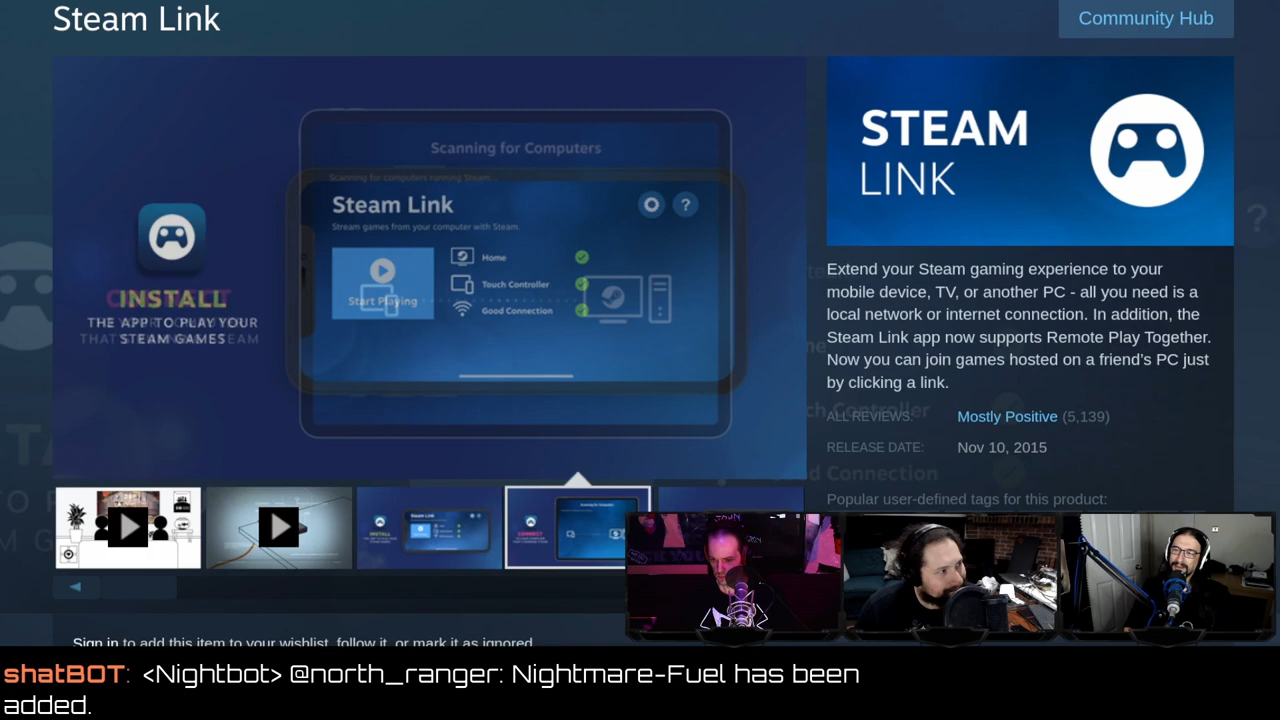 Steam Link
Community Hub
Scanning for Computers
Scanning for computers running Steam...
Steam Link
Stream games from your computer with Steam.
?
Home
Start Playing
Touch Controller
Good Connection
INSTALL
THE APP TO PLAY YOUR
STEAM GAMES
STEAM
LINK
Extend your Steam gaming experience to your
mobile device, TV, or another PC - all you need is a
local network or internet connection. In addition, the
Steam Link app now supports Remote Play Together.
Now you can join games hosted on a friend's PC just
by clicking a link.
ALL REVIEWS: Mostly Positive (5,139)
RELEASE DATE: Nov 10, 2015
Popular user-defined tags for this product:
Sign in to add this item to your wishlist, follow it, or mark it as ignored
shatBOT: <Nightbot> @north_ranger: Nightmare-Fuel has been
added.